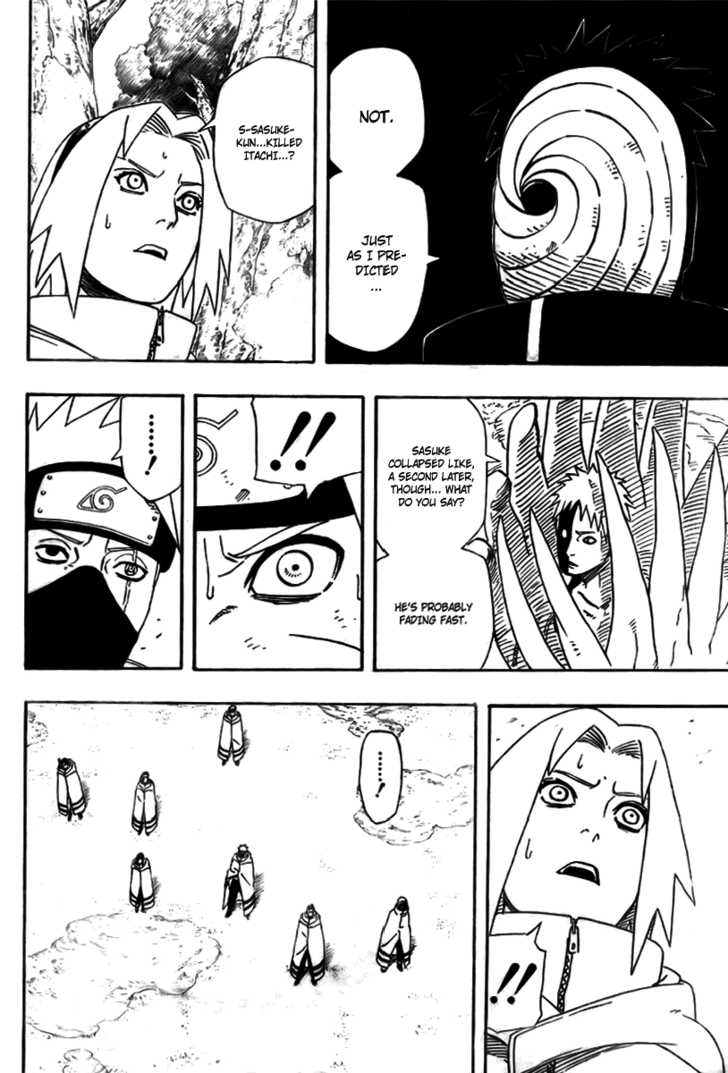 NOT.
JUST
AS I PRE-
DICTED
...
S-SASUKE-
KUN...KILLED
ITACHI...?
SASUKE
COLLAPSED LIKE,
A SECOND LATER,
THOUGH... WHAT
DO YOU SAY?
HE'S PROBABLY
FADING FAST.
!!
......!
!!
......!